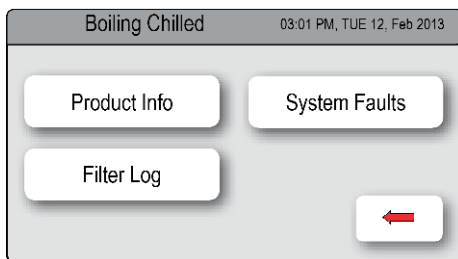 Boiling Chilled 03:01 PM, TUE 12, Feb 2013
Product Info System Faults
Filter Log